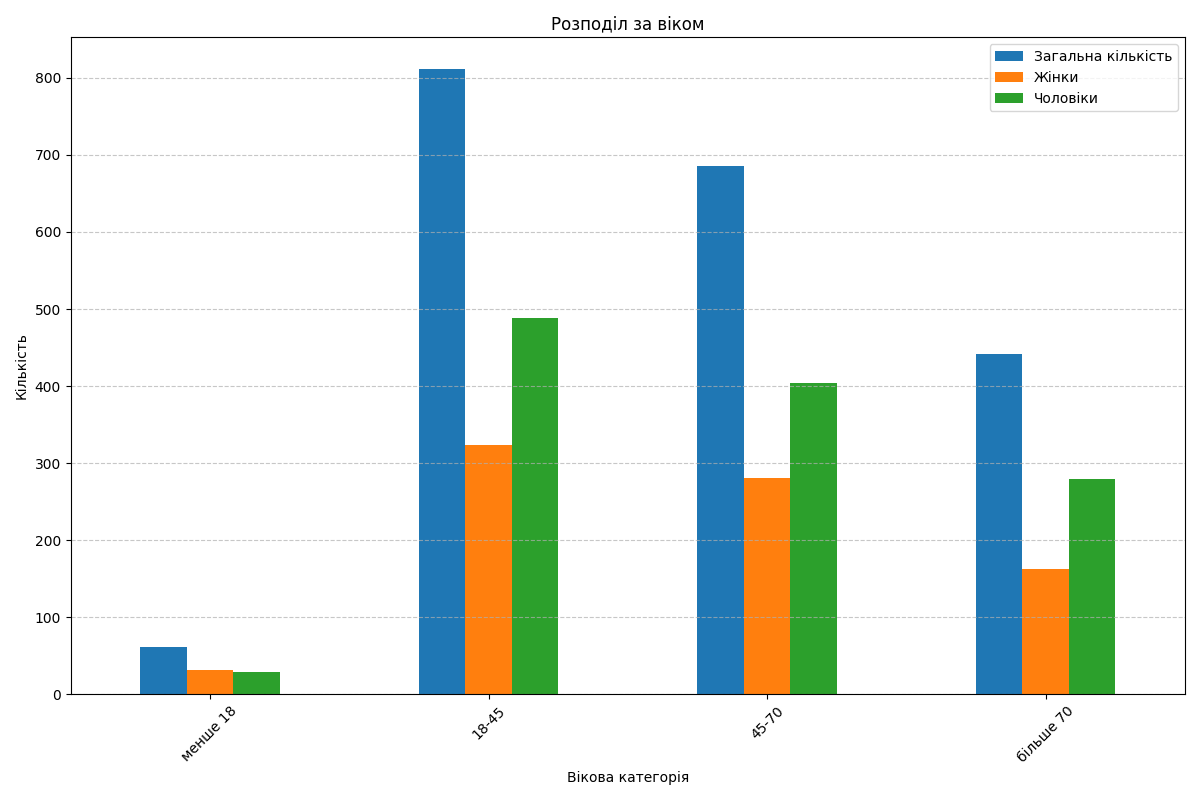 Розподіл за віком
Загальна кількість
Жінки
Чоловіки
Кількість
800
700
600
500
400
300
200
100
0
менше 18
18-45
45-70
більше 70
Вікова категорія